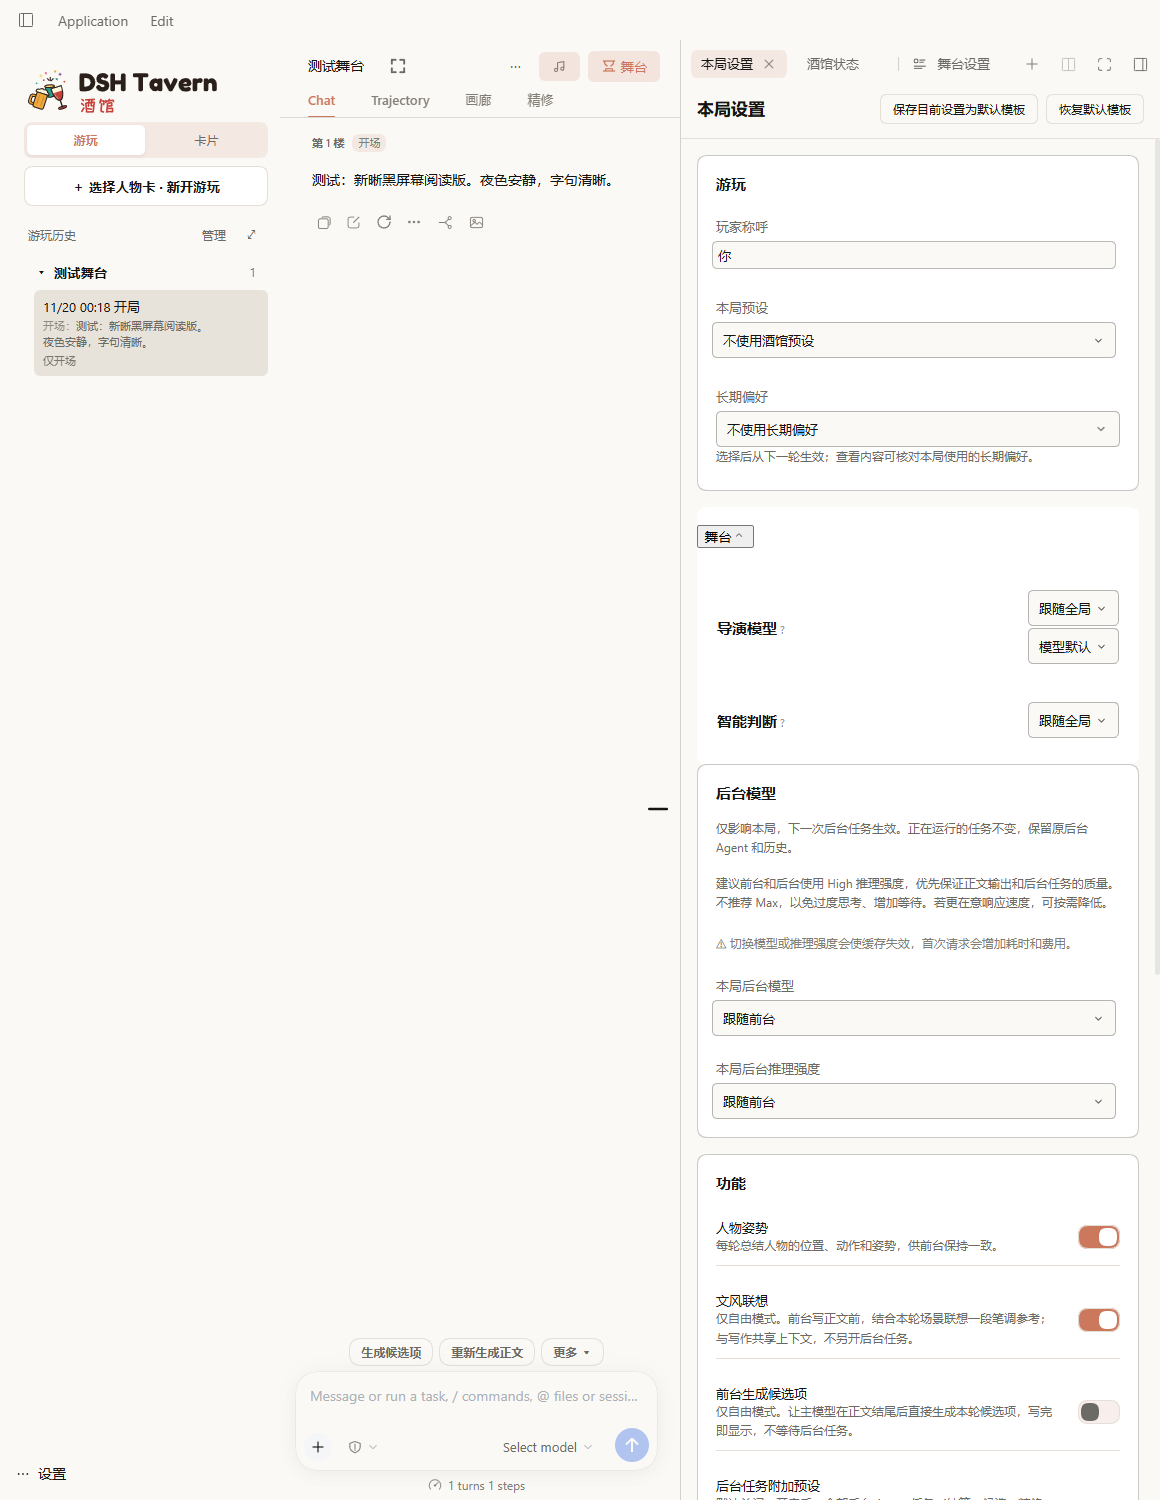 Application Edit
DSH Tavern
酒馆
游玩 卡片
+ 选择人物卡 · 新开游玩
游玩历史 管理
测试舞台 1
11/20 00:18 开局
开场：测试：新晰黑屏幕阅读版。
夜色安静，字句清晰。
仅开场
... 设置
测试舞台 ... 舞台
Chat Trajectory 画廊 精修
第 1 楼 开场
测试：新晰黑屏幕阅读版。夜色安静，字句清晰。
生成候选项 重新生成正文 更多
Message or run a task, / commands, @ files or sessi...
Select model
1 turns 1 steps
本局设置 酒馆状态 舞台设置
本局设置 保存目前设置为默认模板 恢复默认模板
游玩
玩家称呼
你
本局预设
不使用酒馆预设
长期偏好
不使用长期偏好
选择后从下一轮生效；查看内容可核对本局使用的长期偏好。
舞台
导演模型 ? 跟随全局
模型默认
智能判断 ? 跟随全局
后台模型
仅影响本局，下一次后台任务生效。正在运行的任务不变，保留原后台
Agent 和历史。
建议前台和后台使用 High 推理强度，优先保证正文输出和后台任务的质量。
不推荐 Max，以免过度思考、增加等待。若更在意响应速度，可按需降低。
⚠ 切换模型或推理强度会使缓存失效，首次请求会增加耗时和费用。
本局后台模型
跟随前台
本局后台推理强度
跟随前台
功能
人物姿势
每轮总结人物的位置、动作和姿势，供前台保持一致。
文风联想
仅自由模式。前台写正文前，结合本轮场景联想一段笔调参考；
与写作共享上下文，不另开后台任务。
前台生成候选项
仅自由模式。让主模型在正文结尾后直接生成本轮候选项，写完
即显示，不等待后台任务。
后台任务附加预设